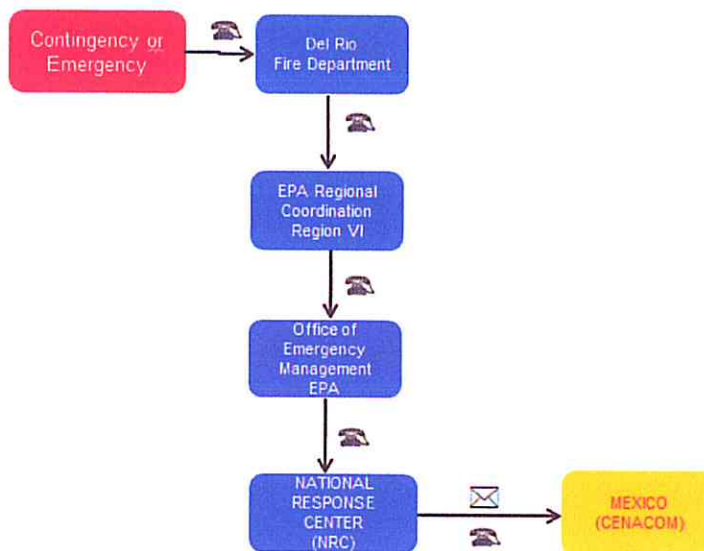 Contingency or
Emergency
Del Rio
Fire Department
EPA Regional
Coordination
Region VI
Office of
Emergency
Management
EPA
NATIONAL
RESPONSE
CENTER
(NRC)
MEXICO
(CENACOM)